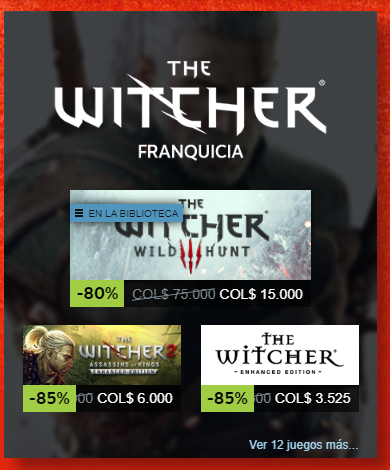 THE
WITCHER®
FRANQUICIA
EN LA BIBLIOTECA
THE
WITCHER
WILD HUNT
-80% COL$ 75.000 COL$ 15.000
THE
WITCHER 2
ASSASSINS OF KINGS
ENHANCED EDITION
THE
WITCHER
- ENHANCED EDITION -
-85% 00 COL$ 6.000
-85% 00 COL$ 3.525
Ver 12 juegos más...